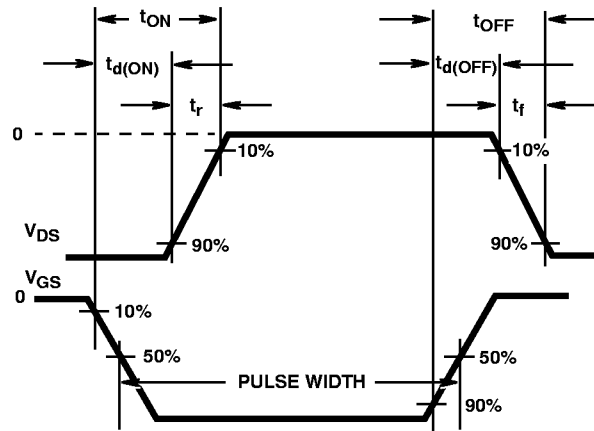 tON
tOFF
td(ON)
td(OFF)
tr
tf
0
10%
10%
VDS
90%
90%
VGS
0
10%
50%
50%
PULSE WIDTH
90%